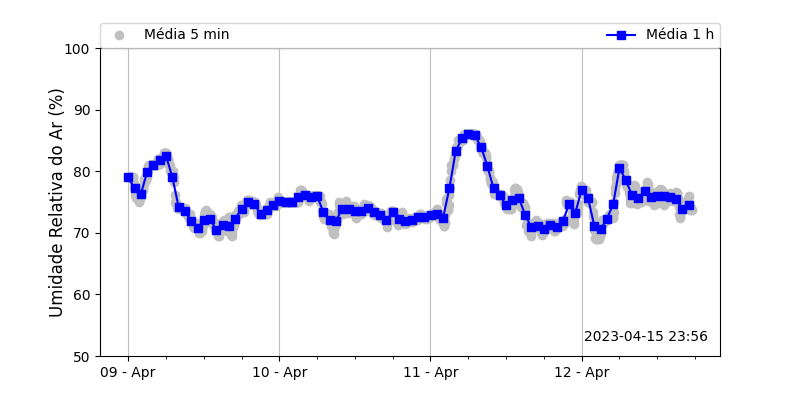 Média 5 min
Média 1 h
Umidade Relativa do Ar (%)
100
90
80
70
60
50
2023-04-15 23:56
09 - Apr
10 - Apr
11 - Apr
12 - Apr